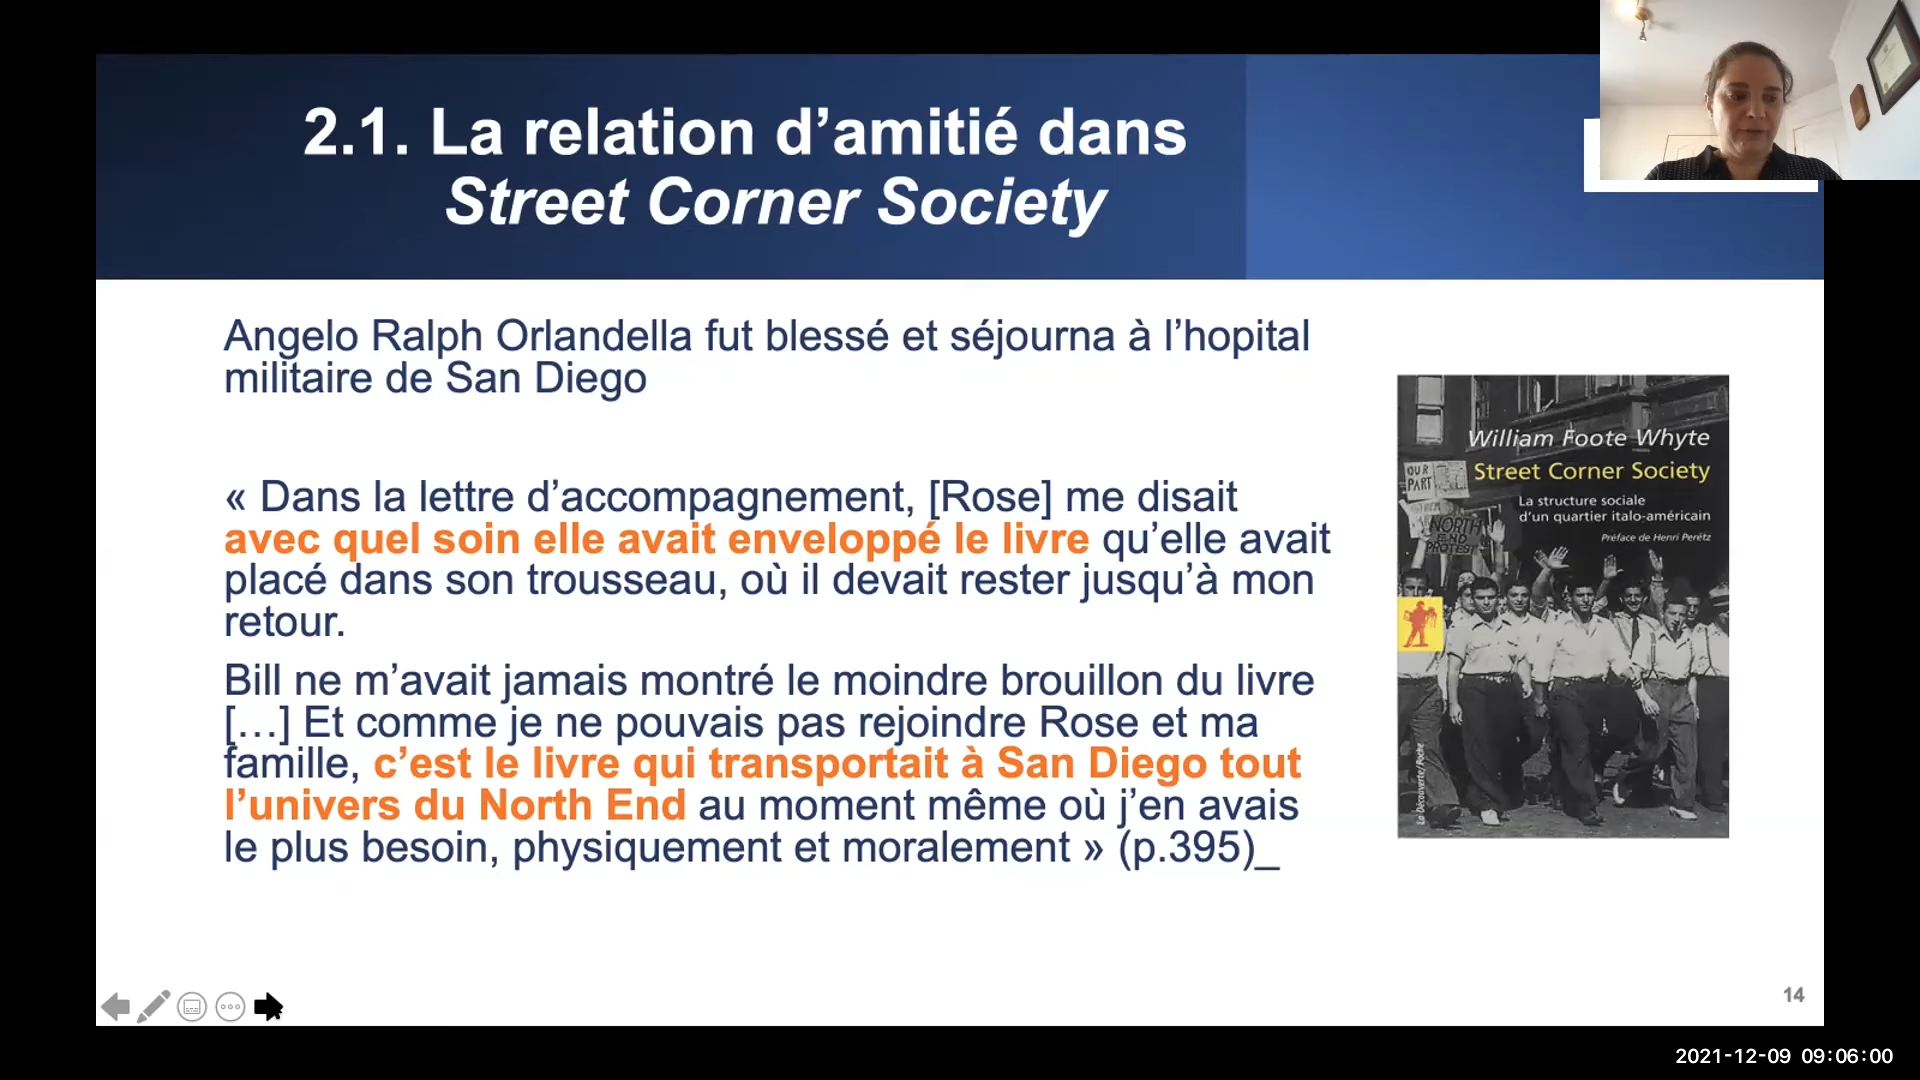 2.1. La relation d’amitié dans
Street Corner Society
Angelo Ralph Orlandella fut blessé et séjourna à l’hopital
militaire de San Diego
« Dans la lettre d’accompagnement, [Rose] me disait
avec quel soin elle avait enveloppé le livre qu’elle avait
placé dans son trousseau, où il devait rester jusqu’à mon
retour.
Bill ne m’avait jamais montré le moindre brouillon du livre
[…] Et comme je ne pouvais pas rejoindre Rose et ma
famille, c’est le livre qui transportait à San Diego tout
l’univers du North End au moment même où j’en avais
le plus besoin, physiquement et moralement » (p.395)_
William Foote Whyte
Street Corner Society
La structure sociale
d’un quartier italo-américain
Préface de Henri Perétz
OUR
PART
NORTH
END
PROTEST
La Découverte/Poche
14
2021-12-09 09:06:00